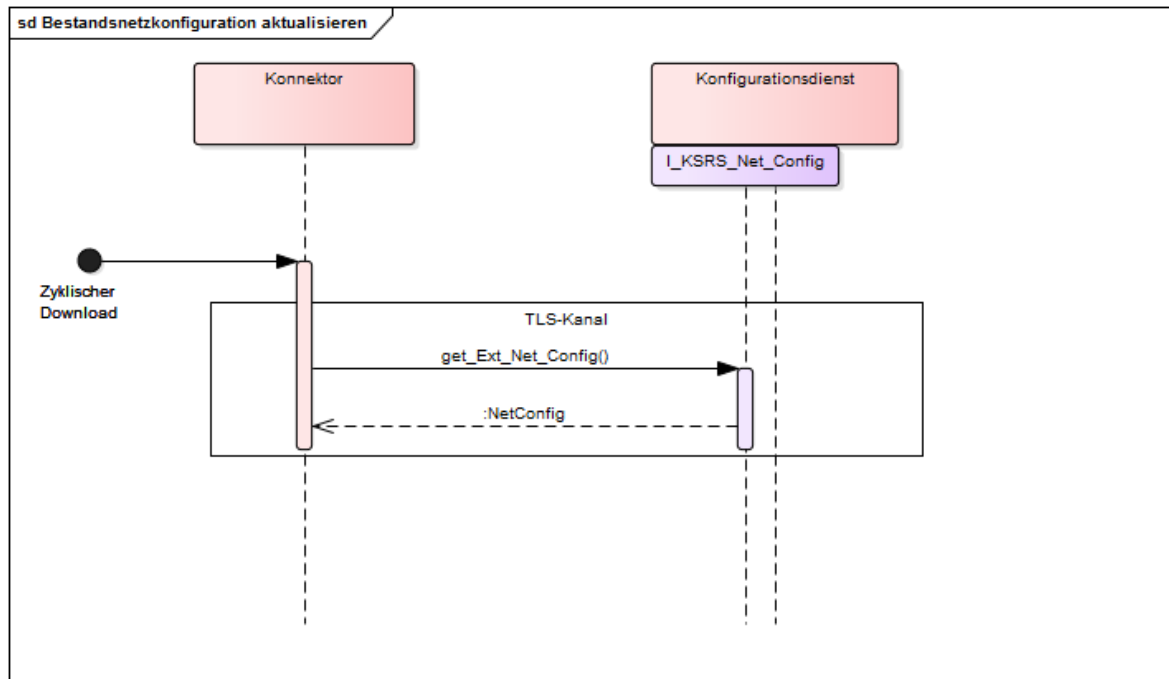 sd Bestandsnetzkonfiguration aktualisieren
Konnektor
Konfigurationsdienst
I_KSRS_Net_Config
Zyklischer
Download
TLS-Kanal
get_Ext_Net_Config()
:NetConfig